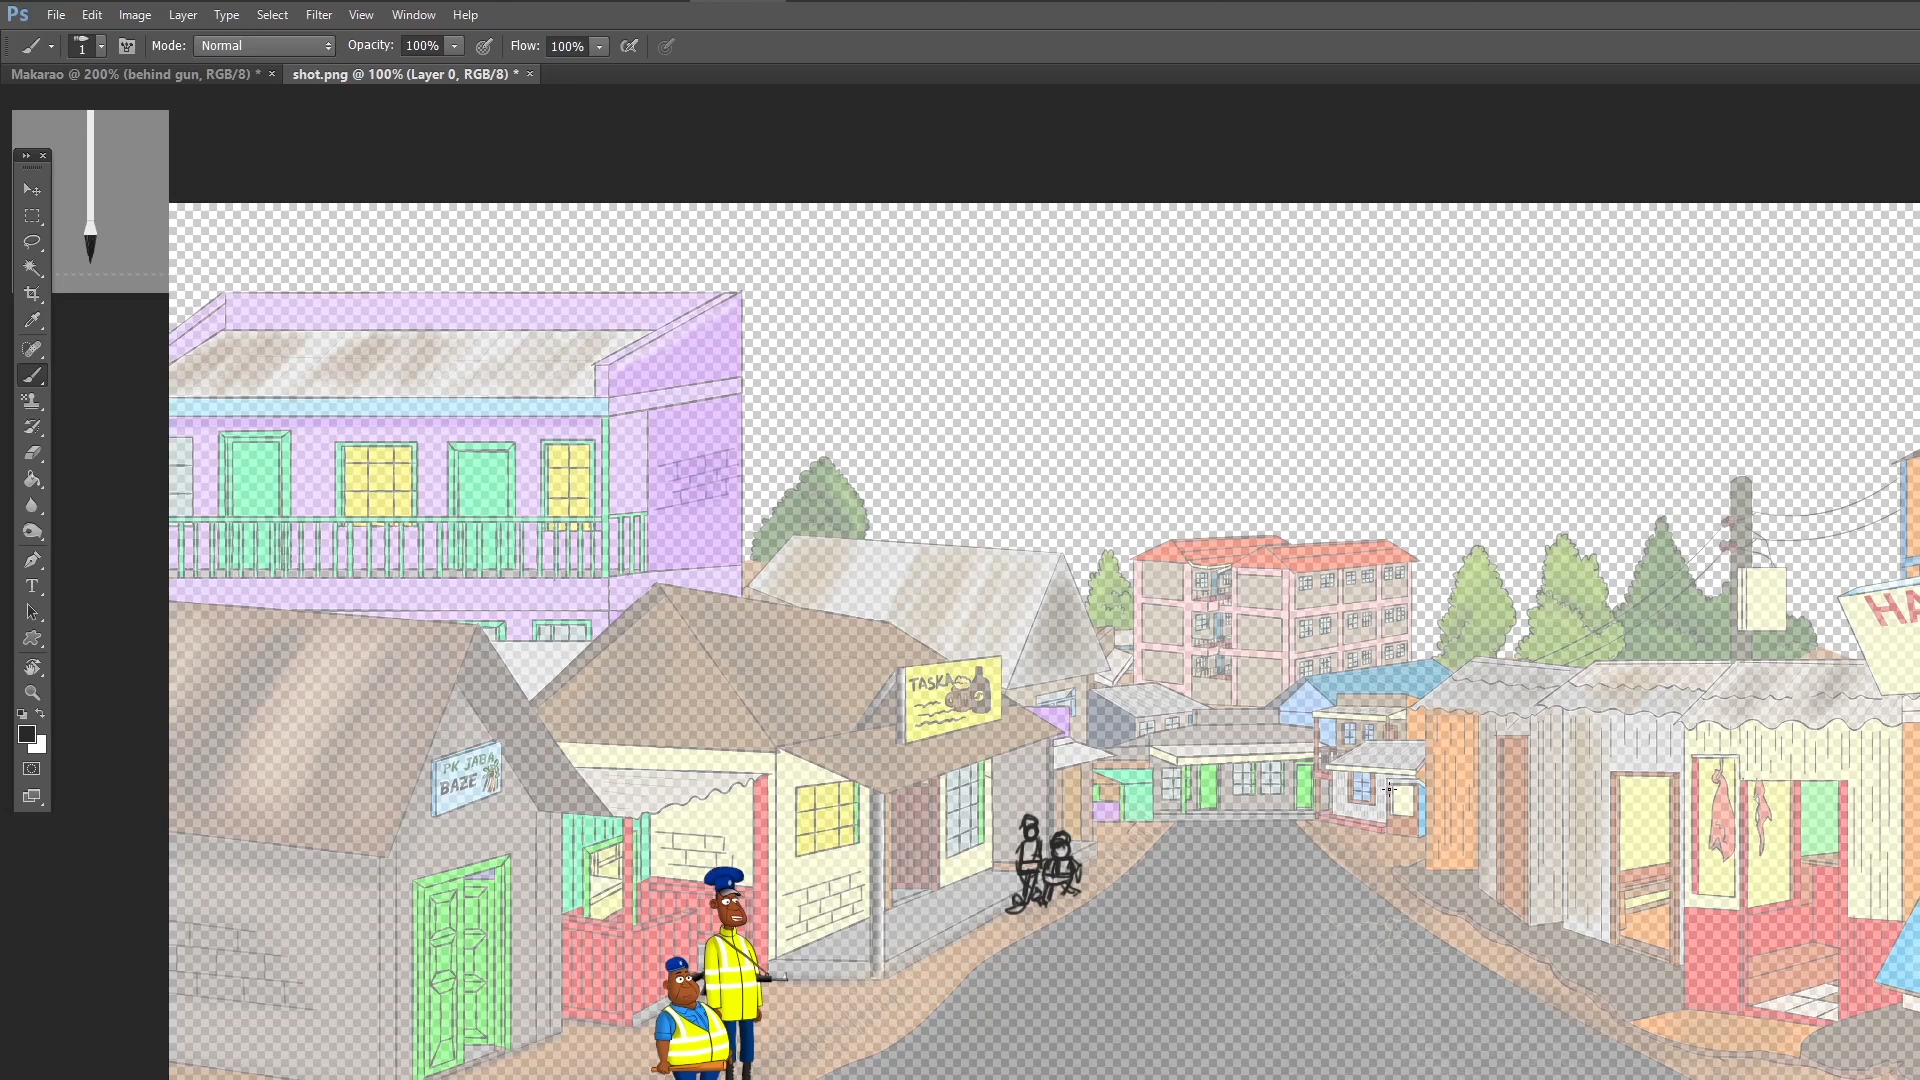 Ps File Edit Image Layer Type Select Filter View Window Help
1 Mode: Normal Opacity: 100% Flow: 100%
Makarao @ 200% (behind gun, RGB/8) * × shot.png @ 100% (Layer 0, RGB/8) * ×
HA
TASKA
PK JABA
BAZE